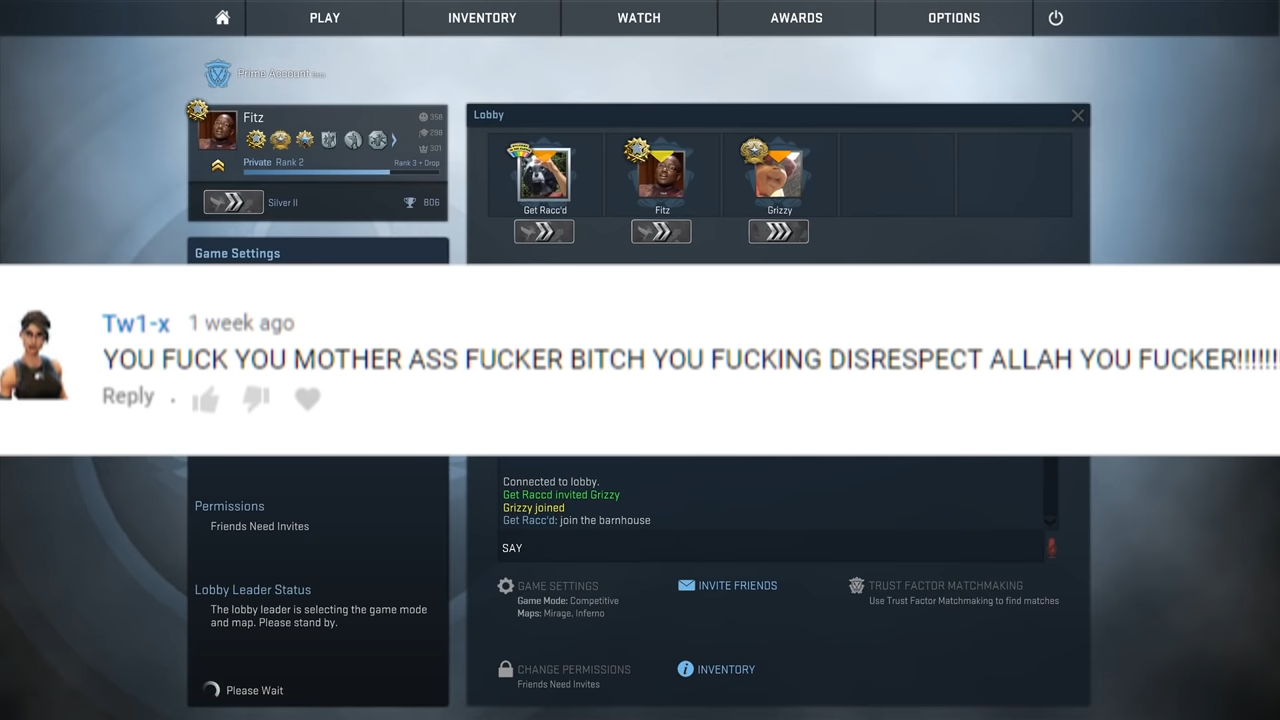 PLAY INVENTORY WATCH AWARDS OPTIONS
Prime Account
Fitz
358
298
301
Private Rank 2
Rank 3 + Drop
Silver II
806
Lobby
Get Racc'd
Fitz
Grizzy
Game Settings
Tw1-x 1 week ago
YOU FUCK YOU MOTHER ASS FUCKER BITCH YOU FUCKING DISRESPECT ALLAH YOU FUCKER!!!!!!!
Reply
Permissions
Friends Need Invites
Lobby Leader Status
The lobby leader is selecting the game mode
and map. Please stand by.
Please Wait
Connected to lobby.
Get Raccd invited Grizzy
Grizzy joined
Get Racc'd: join the barnhouse
SAY
GAME SETTINGS
Game Mode: Competitive
Maps: Mirage, Inferno
INVITE FRIENDS
TRUST FACTOR MATCHMAKING
Use Trust Factor Matchmaking to find matches
CHANGE PERMISSIONS
Friends Need Invites
INVENTORY